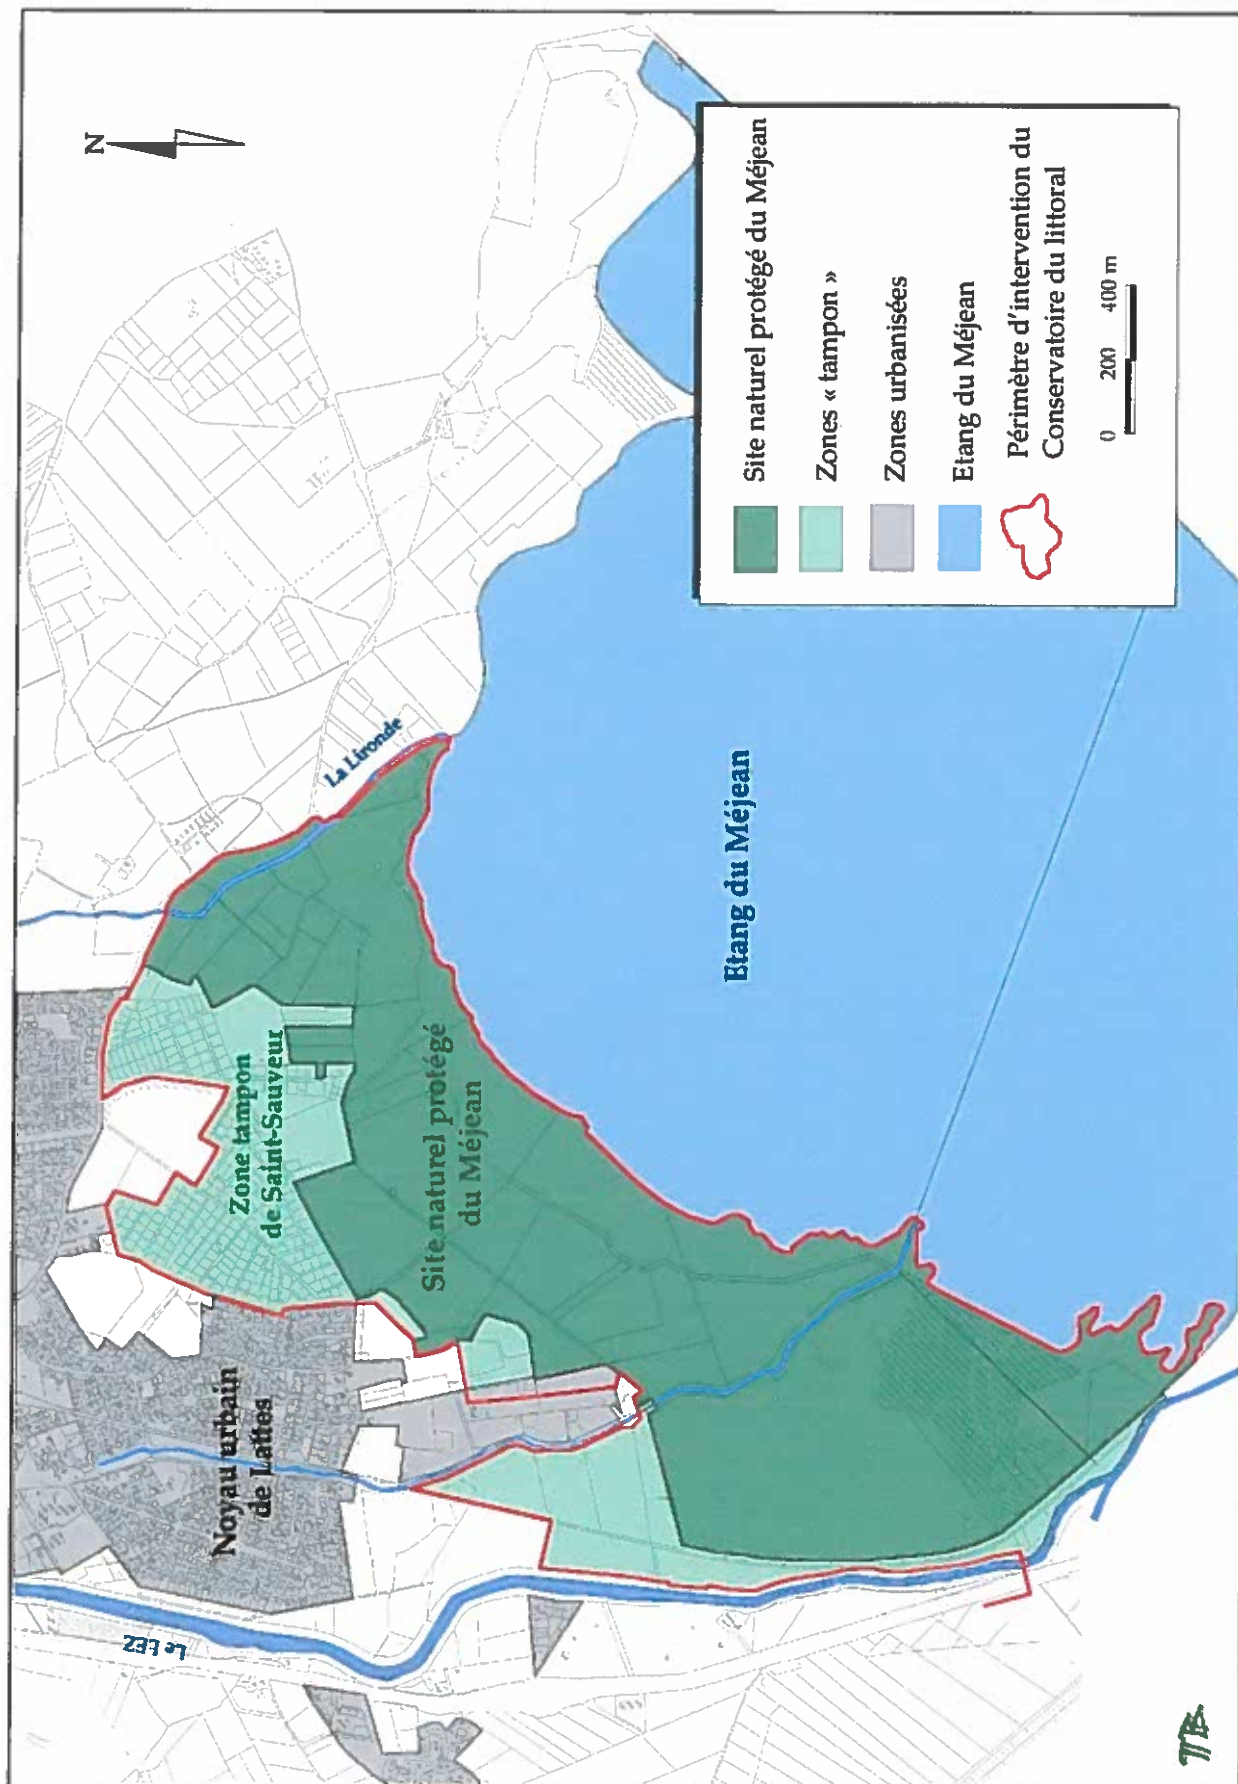 N
La Lironde
Zone tampon
de Saint-Sauveur
Noyau urbain
de Lattes
Le LEZ
Site naturel protégé
du Méjean
Etang du Méjean
Site naturel protégé du Méjean
Zones « tampon »
Zones urbanisées
Etang du Méjean
Périmètre d'intervention du
Conservatoire du littoral
0 200 400 m
TB